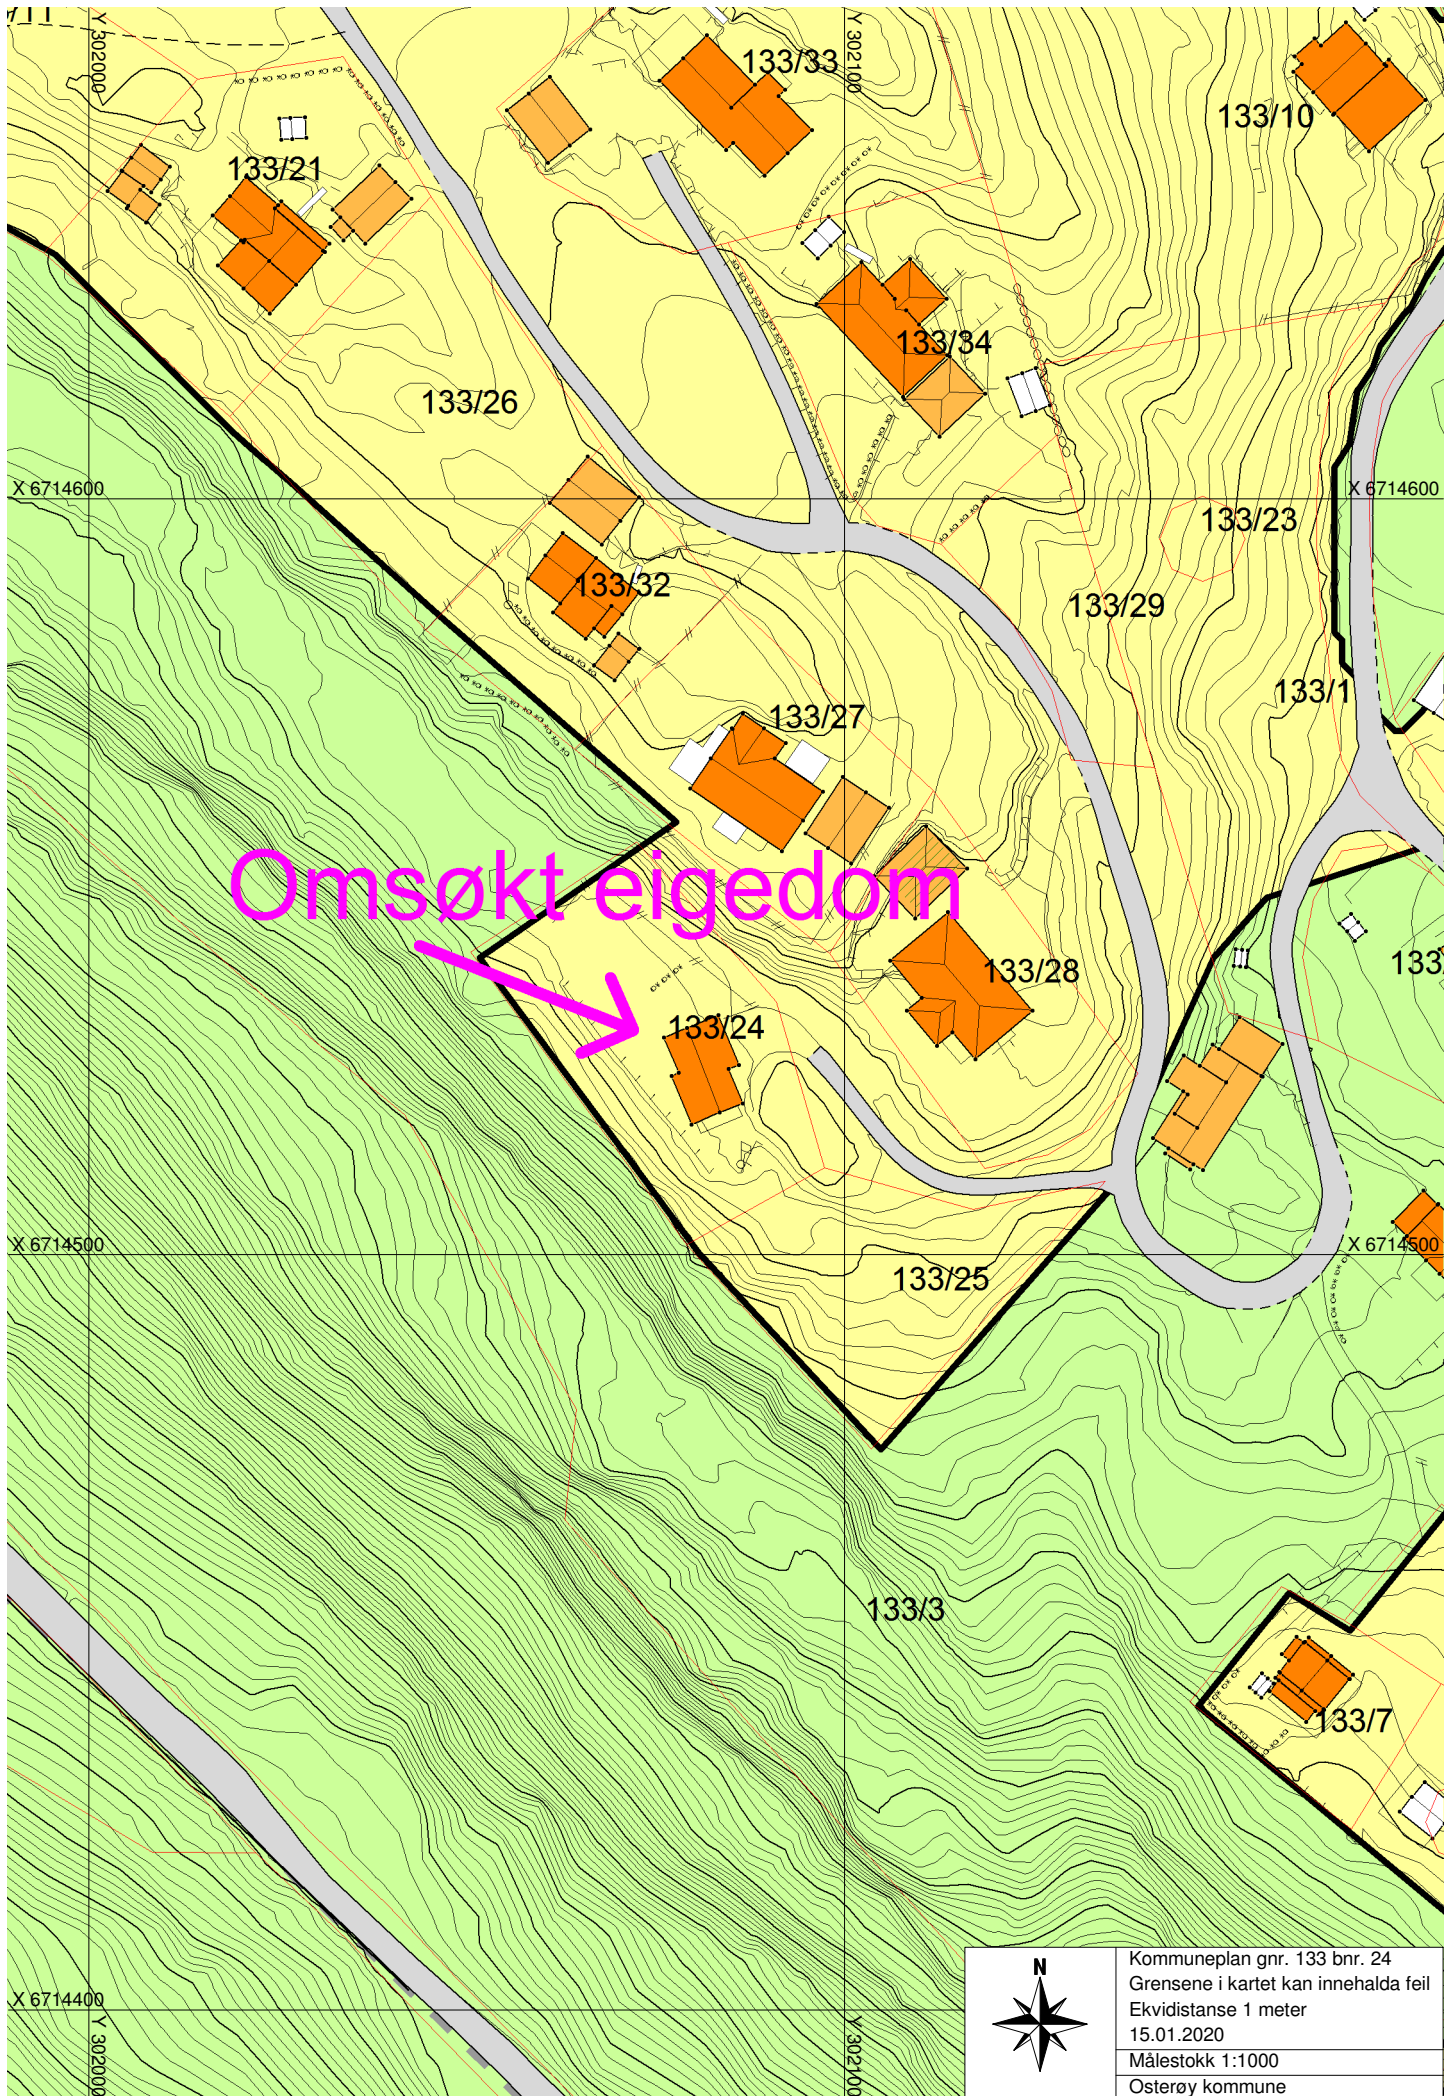 Y 302000
Y 302100
133/33
133/10
133/21
133/34
133/26
X 6714600
X 6714600
133/23
133/32
133/29
133/1
133/27
Omsøkt eigedom
133/28
133/24
X 6714500
X 6714500
133/25
133/3
133/7
X 6714400
Y 302000
Y 302100
N
Kommuneplan gnr. 133 bnr. 24
Grensene i kartet kan innehalda feil
Ekvidistanse 1 meter
15.01.2020
Målestokk 1:1000
Osterøy kommune